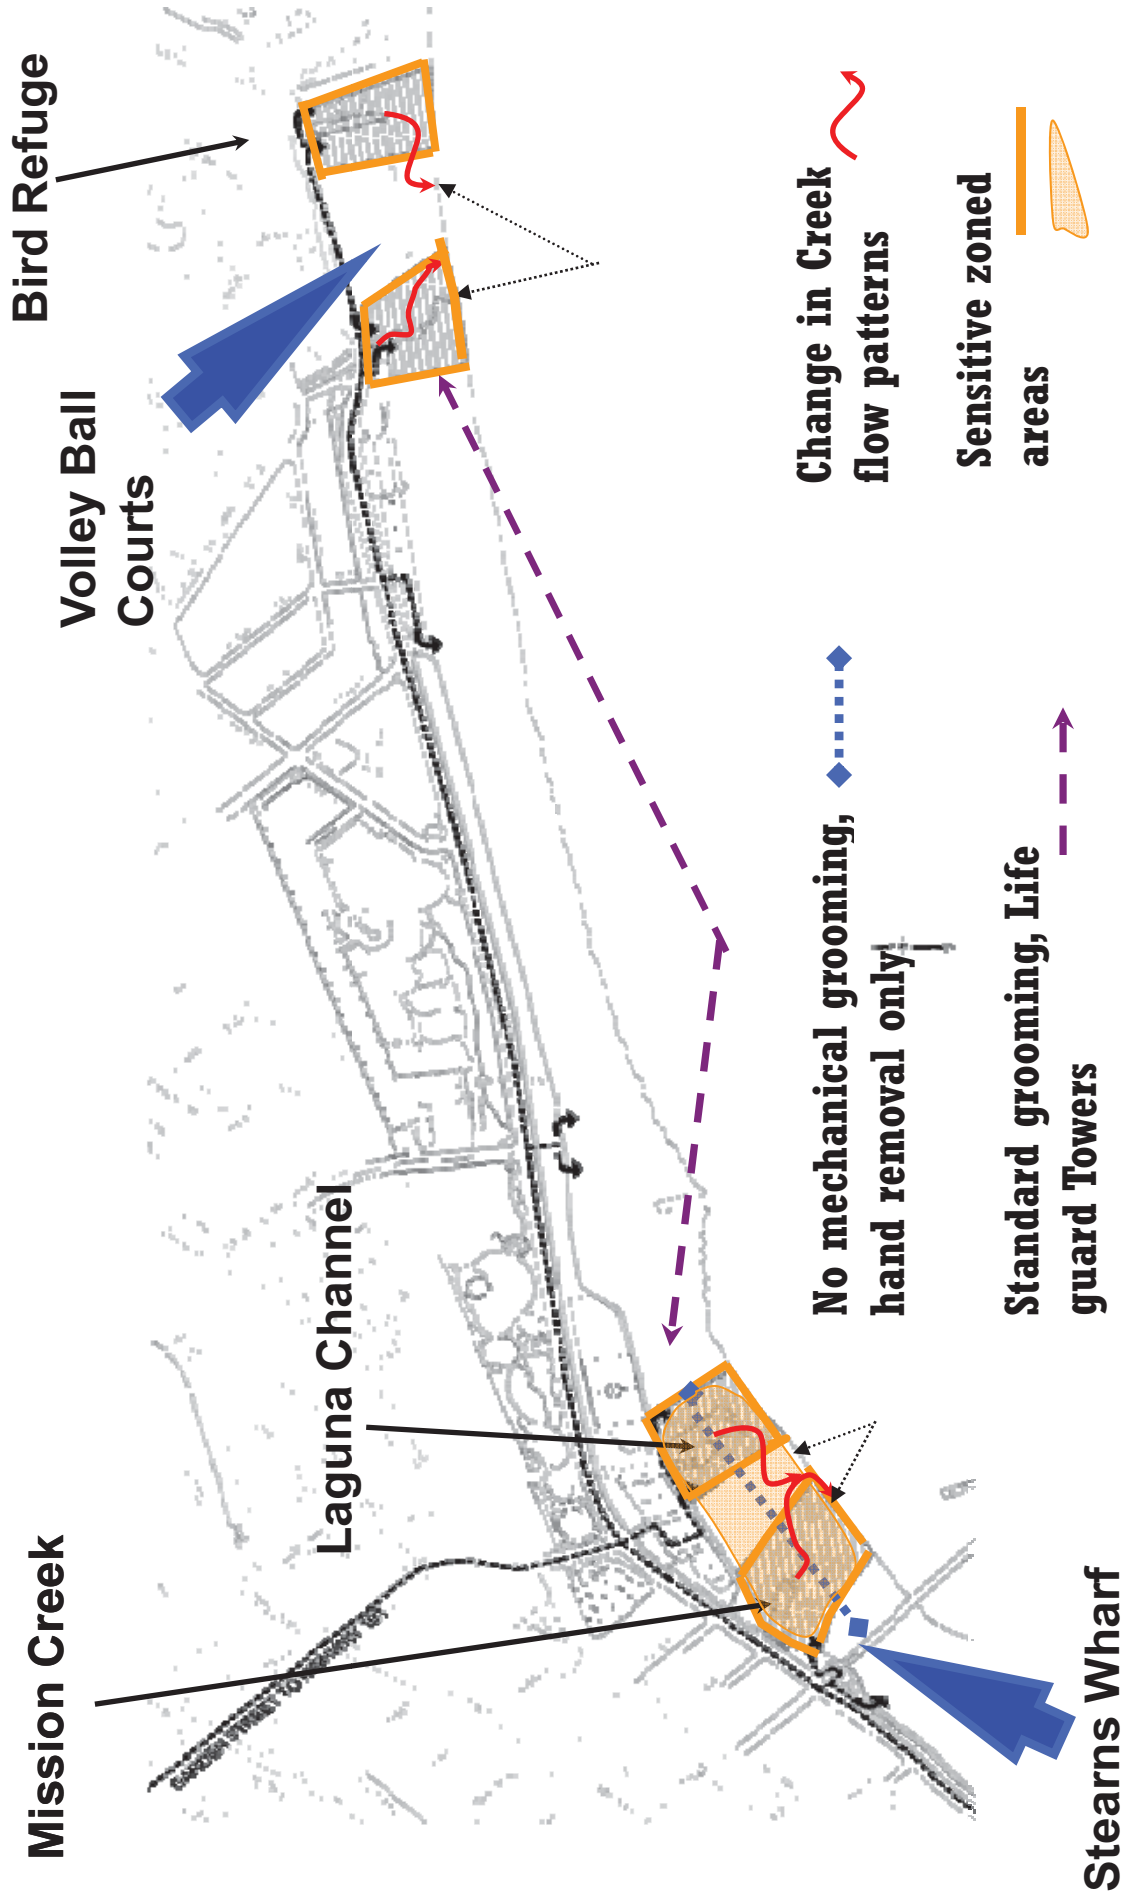 Mission Creek
Laguna Channel
Volley Ball
Courts
Bird Refuge
Stearns Wharf
No mechanical grooming,
hand removal only
Standard grooming, Life
guard Towers
Change in Creek
flow patterns
Sensitive zoned
areas